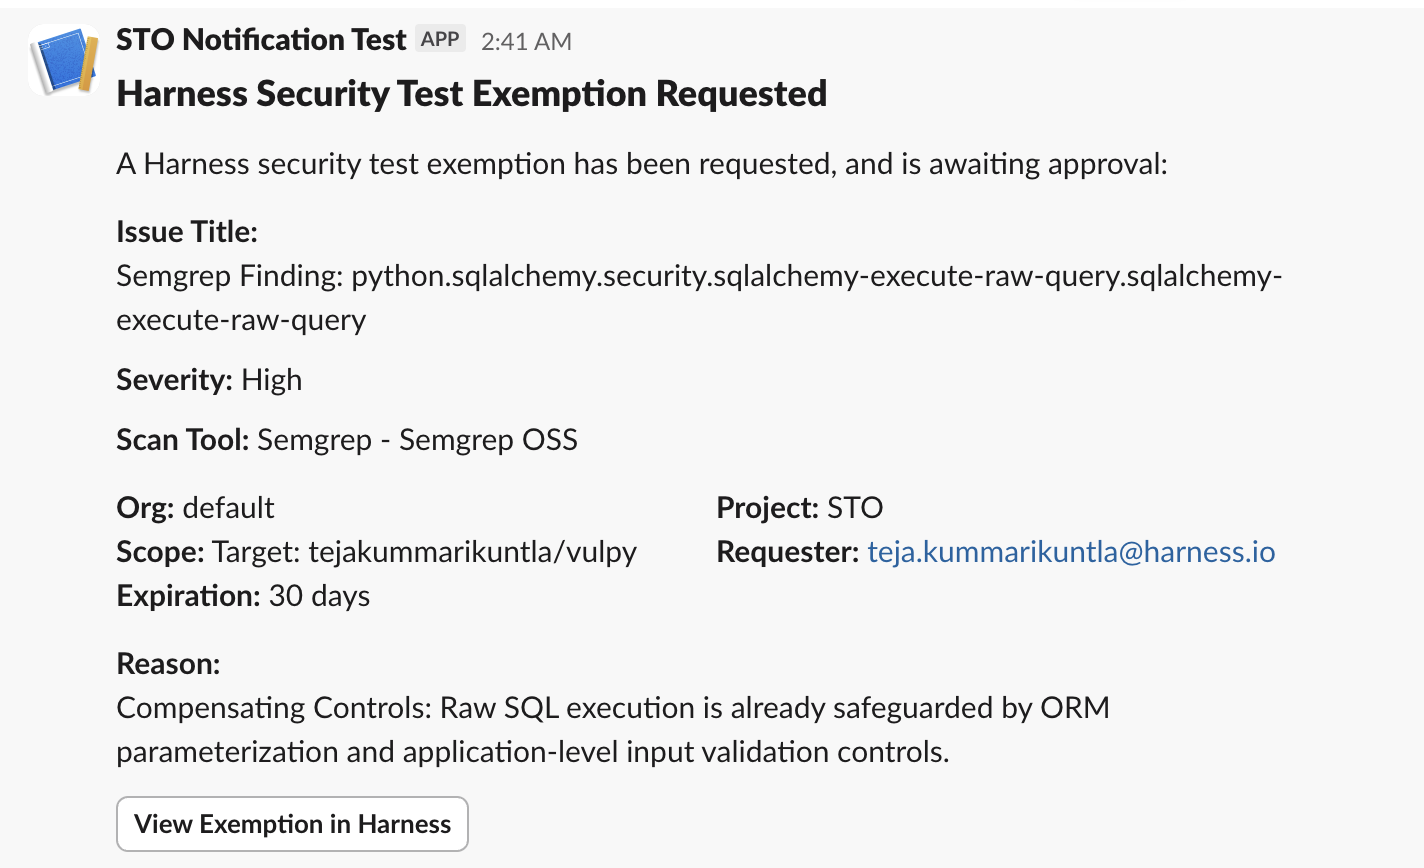 STO Notification Test APP 2:41 AM
Harness Security Test Exemption Requested
A Harness security test exemption has been requested, and is awaiting approval:
Issue Title:
Semgrep Finding: python.sqlalchemy.security.sqlalchemy-execute-raw-query.sqlalchemy-
execute-raw-query
Severity: High
Scan Tool: Semgrep - Semgrep OSS
Org: default
Project: STO
Scope: Target: tejakummarikuntla/vulpy
Requester: teja.kummarikuntla@harness.io
Expiration: 30 days
Reason:
Compensating Controls: Raw SQL execution is already safeguarded by ORM
parameterization and application-level input validation controls.
View Exemption in Harness